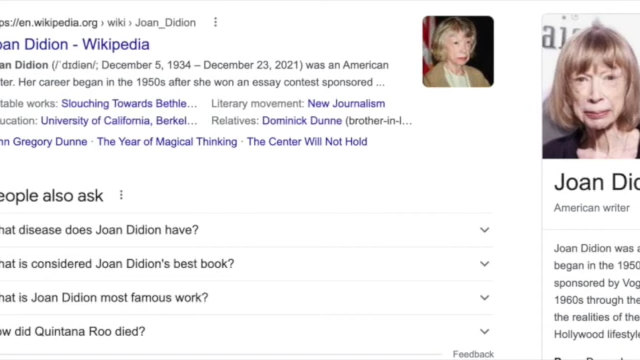 ps://en.wikipedia.org › wiki › Joan_Didion
oan Didion - Wikipedia
an Didion (/ˈdɪdiən/; December 5, 1934 – December 23, 2021) was an American
ter. Her career began in the 1950s after she won an essay contest sponsored ...
table works: Slouching Towards Bethle... Literary movement: New Journalism
ucation: University of California, Berkel... Relatives: Dominick Dunne (brother-in-l...
hn Gregory Dunne · The Year of Magical Thinking · The Center Will Not Hold
eople also ask
hat disease does Joan Didion have?
hat is considered Joan Didion's best book?
hat is Joan Didion most famous work?
ow did Quintana Roo died?
Feedback
Joan Did
American writer
Joan Didion was a
began in the 1950
sponsored by Vog
1960s through the
the realities of the
Hollywood lifestyle